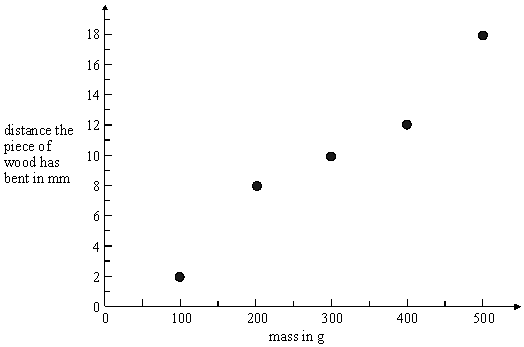 18
16
14
12
distance the
piece of
wood has
bent in mm
10
8
6
4
2
0
0 100 200 300 400 500
mass in g